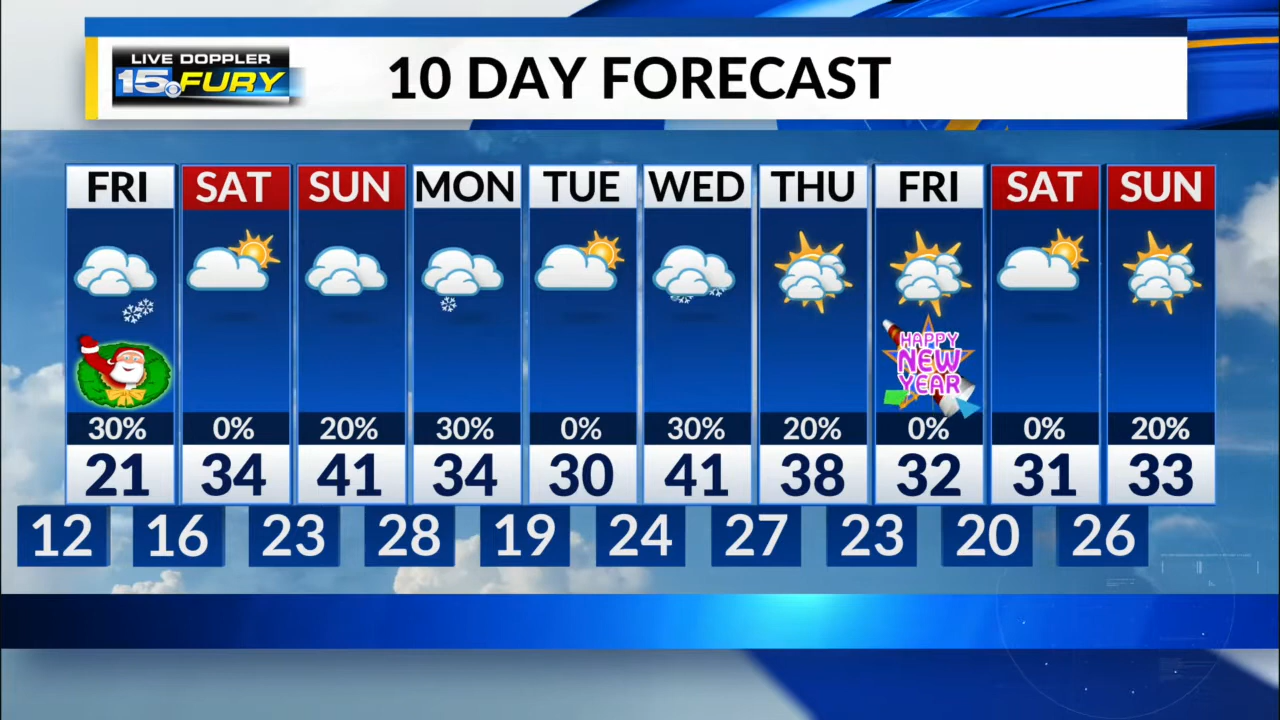 LIVE DOPPLER
15 FURY
10 DAY FORECAST
FRI SAT SUN MON TUE WED THU FRI SAT SUN
HAPPY
NEW
YEAR
30% 0% 20% 30% 0% 30% 20% 0% 0% 20%
21 34 41 34 30 41 38 32 31 33
12 16 23 28 19 24 27 23 20 26